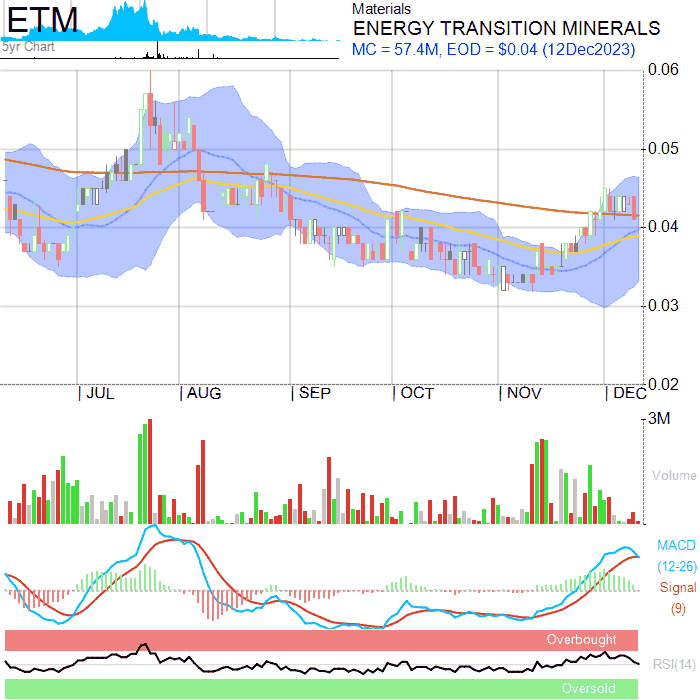 ETM
5yr Chart
Materials
ENERGY TRANSITION MINERALS
MC = 57.4M, EOD = $0.04 (12Dec2023)
0.06
0.05
0.04
0.03
0.02
JUL
AUG
SEP
OCT
NOV
DEC
3M
Volume
MACD
(12-26)
Signal
(9)
Overbought
RSI(14)
Oversold